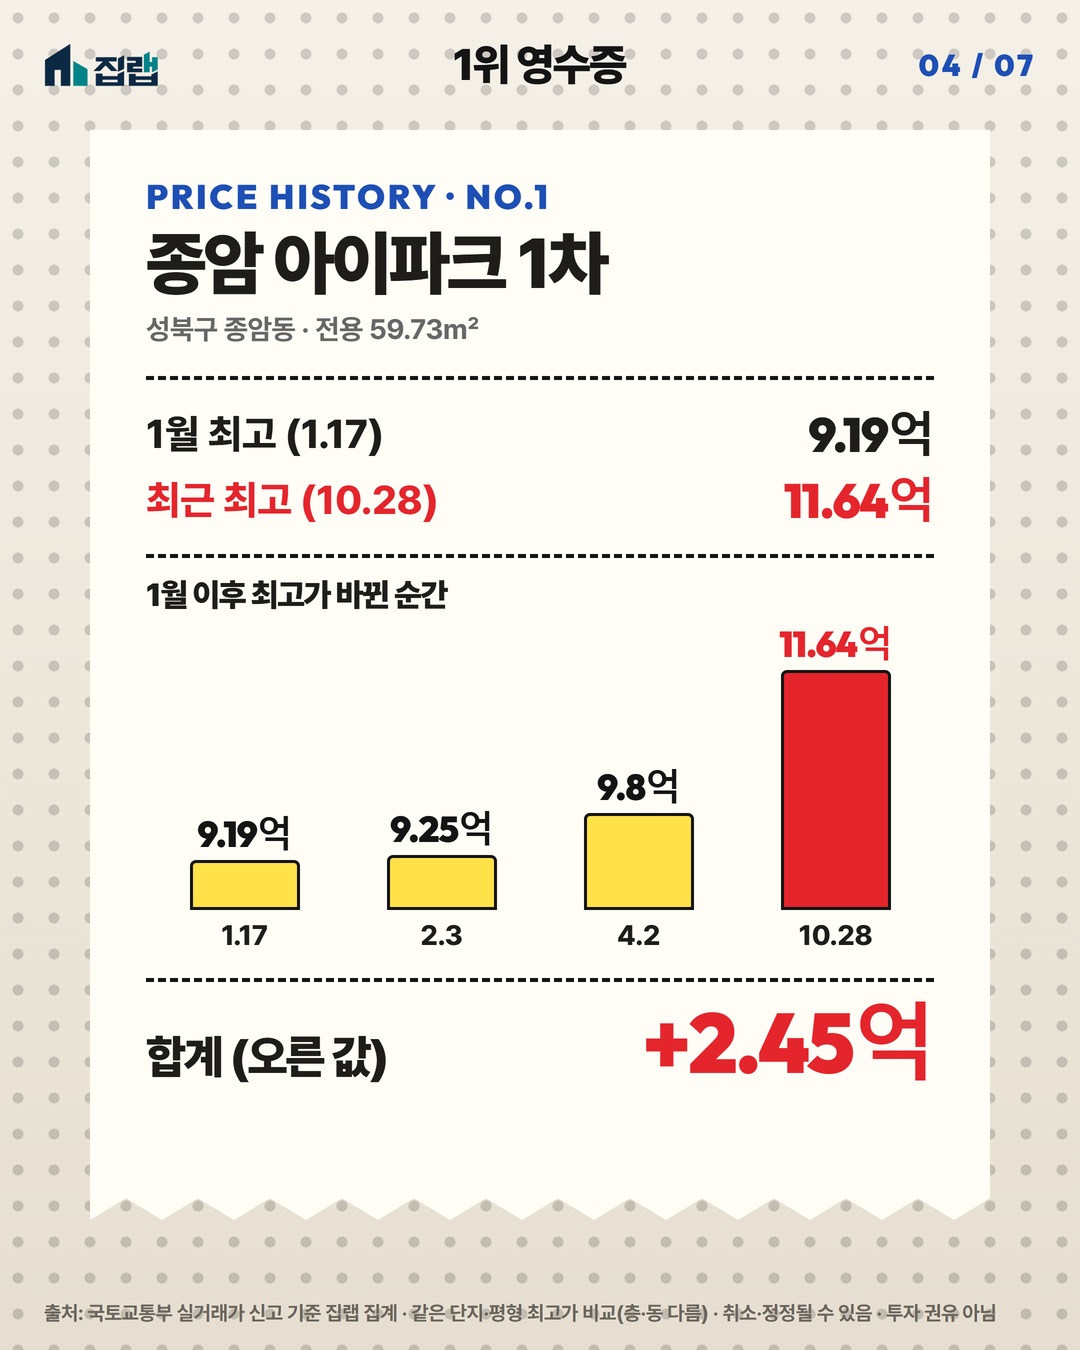 집랩
1위 영수증
04 / 07
PRICE HISTORY · NO.1
종암 아이파크 1차
성북구 종암동 · 전용 59.73m²
1월 최고 (1.17) 9.19억
최근 최고 (10.28) 11.64억
1월 이후 최고가 바뀐 순간
9.19억 9.25억 9.8억 11.64억
1.17 2.3 4.2 10.28
합계 (오른 값) +2.45억
출처: 국토교통부 실거래가 신고 기준 집랩 집계 · 같은 단지·평형 최고가 비교(층·동 다름) · 취소·정정될 수 있음 · 투자 권유 아님